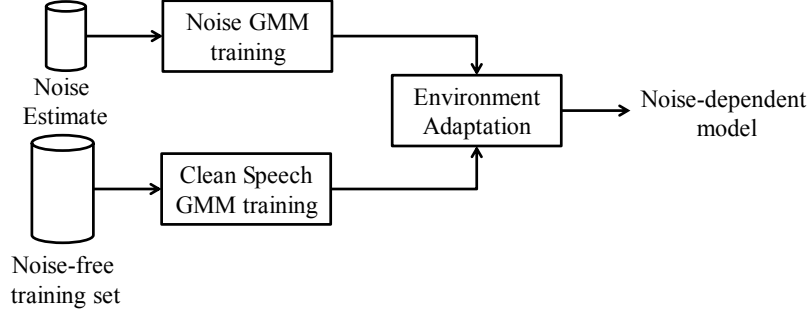 Noise GMM
training
Noise
Estimate
Environment
Adaptation
Noise-dependent
model
Clean Speech
GMM training
Noise-free
training set